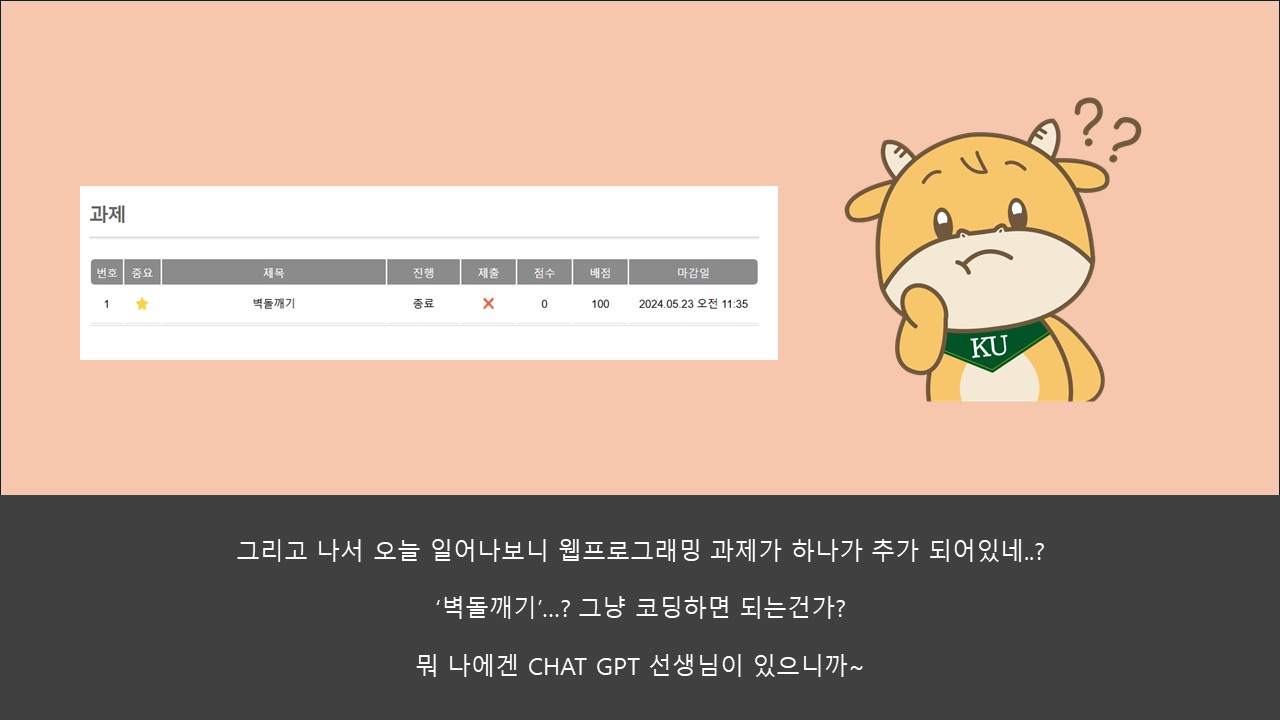 ? ?
과제
번호 중요 제목 진행 제출 점수 배점 마감일
1 벽돌깨기 종료 0 100 2024.05.23 오전 11:35
KU
그리고 나서 오늘 일어나보니 웹프로그래밍 과제가 하나가 추가 되어있네..?
‘벽돌깨기’…? 그냥 코딩하면 되는건가?
뭐 나에겐 CHAT GPT 선생님이 있으니까~